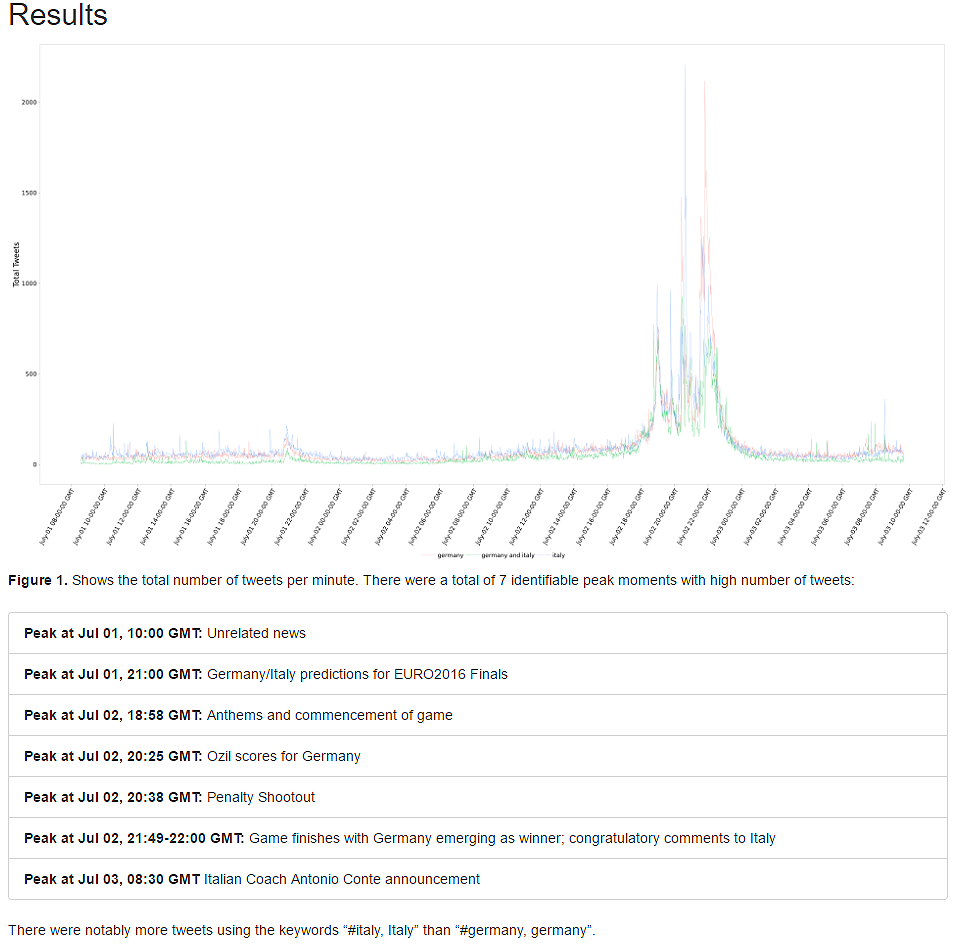 Results
2000
1500
Total Tweets
1000
500
0
July-01 08:00:00 GMT
July-01 10:00:00 GMT
July-01 12:00:00 GMT
July-01 14:00:00 GMT
July-01 16:00:00 GMT
July-01 18:00:00 GMT
July-01 20:00:00 GMT
July-01 22:00:00 GMT
July-02 00:00:00 GMT
July-02 02:00:00 GMT
July-02 04:00:00 GMT
July-02 06:00:00 GMT
July-02 08:00:00 GMT
July-02 10:00:00 GMT
July-02 12:00:00 GMT
July-02 14:00:00 GMT
July-02 16:00:00 GMT
July-02 18:00:00 GMT
July-02 20:00:00 GMT
July-02 22:00:00 GMT
July-03 00:00:00 GMT
July-03 02:00:00 GMT
July-03 04:00:00 GMT
July-03 06:00:00 GMT
July-03 08:00:00 GMT
July-03 10:00:00 GMT
July-03 12:00:00 GMT
germany germany and italy italy
Figure 1. Shows the total number of tweets per minute. There were a total of 7 identifiable peak moments with high number of tweets:
Peak at Jul 01, 10:00 GMT: Unrelated news
Peak at Jul 01, 21:00 GMT: Germany/Italy predictions for EURO2016 Finals
Peak at Jul 02, 18:58 GMT: Anthems and commencement of game
Peak at Jul 02, 20:25 GMT: Ozil scores for Germany
Peak at Jul 02, 20:38 GMT: Penalty Shootout
Peak at Jul 02, 21:49-22:00 GMT: Game finishes with Germany emerging as winner; congratulatory comments to Italy
Peak at Jul 03, 08:30 GMT Italian Coach Antonio Conte announcement
There were notably more tweets using the keywords “#italy, Italy” than “#germany, germany”.